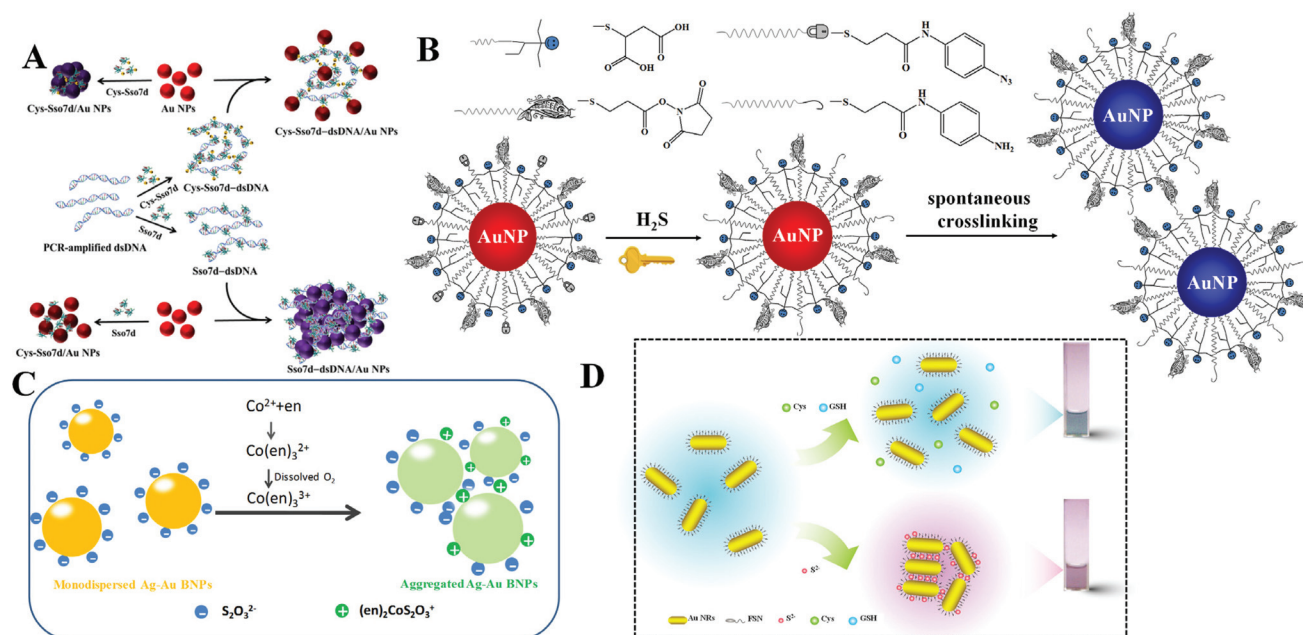 A
Cys-Sso7d
Cys-Sso7d/Au NPs
Au NPs
Cys-Sso7d–dsDNA/Au NPs
Cys-Sso7d
Cys-Sso7d–dsDNA
Sso7d
PCR-amplified dsDNA
Sso7d–dsDNA
Sso7d
Cys-Sso7d/Au NPs
Sso7d–dsDNA/Au NPs
B
S
O
OH
OH
O
S
O
N
H
N3
S
O
O
N
O
O
S
O
H
N
NH2
AuNP
H2S
AuNP
spontaneous
crosslinking
AuNP
AuNP
C
Co2++en
Co(en)32+
Dissolved O2
Co(en)33+
Monodispersed Ag-Au BNPs
Aggregated Ag-Au BNPs
S2O32-
(en)2CoS2O3+
D
Cys
GSH
S2-
Au NRs
FSN
S2-
Cys
GSH